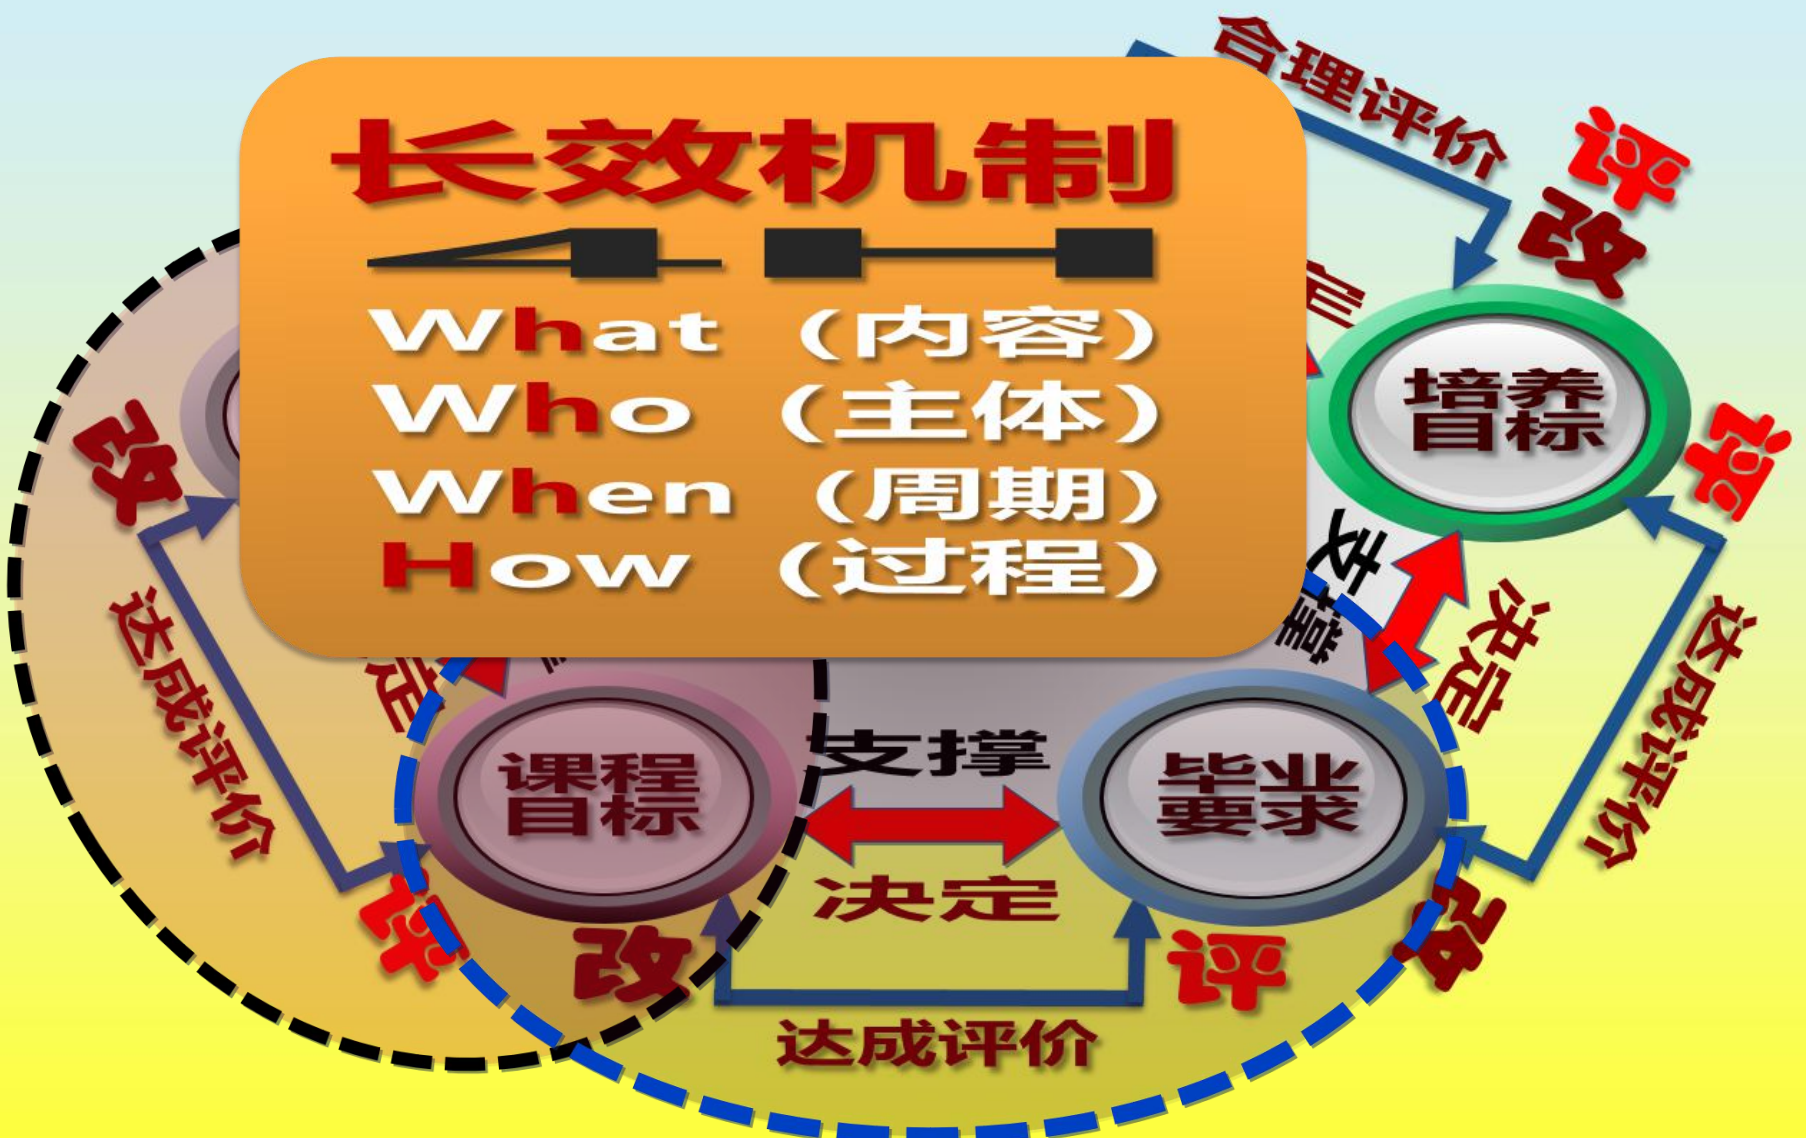 长效机制
What（内容）
Who（主体）
When（周期）
How（过程）
合理评价
评
改
培养
目标
评
支撑
决定
达成评价
改
达成评价
定
评
课程
目标
改
支撑
决定
毕业
要求
评
改
达成评价